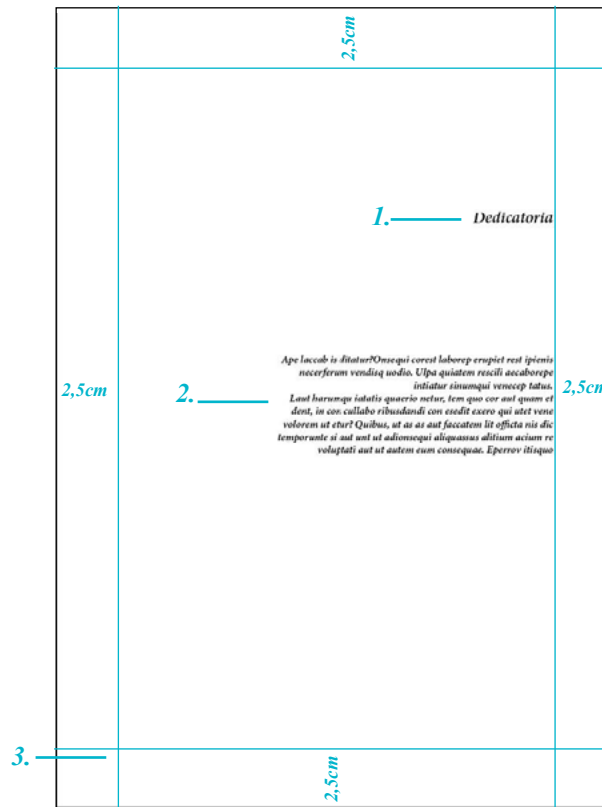 2,5cm
1. Dedicatoria
Ape laccab is ditatur?Onsequi corest laborep erupiet rest ipienis
necerferum vendisq uodio. Ulpa quiatem rescili aecaborepe
intiatur sinumqui venecep tatus.
Laut harumqu iatatis quaerio netur, tem quo cor aut quam et
dent, in con cullabo ribusdandi con esedit exero qui utet vene
volorem ut etur? Quibus, ut as as aut faccatem lit officta nis dic
temporunte si aut unt ut adionsequi aliquassus alitium acium re
voluptati aut ut autem eum consequae. Eperrov itisquo
2,5cm
2.
2,5cm
3.
2,5cm